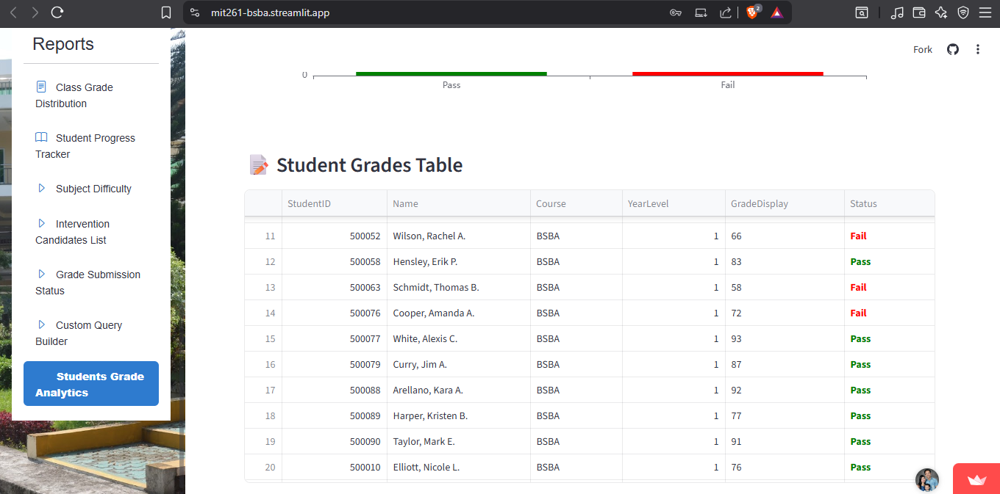 mit261-bsba.streamlit.app
2
Reports
Class Grade
Distribution
Student Progress
Tracker
Subject Difficulty
Intervention
Candidates List
Grade Submission
Status
Custom Query
Builder
Students Grade
Analytics
Fork
0
Pass Fail
Student Grades Table
StudentID Name Course YearLevel GradeDisplay Status
11 500052 Wilson, Rachel A. BSBA 1 66 Fail
12 500058 Hensley, Erik P. BSBA 1 83 Pass
13 500063 Schmidt, Thomas B. BSBA 1 58 Fail
14 500076 Cooper, Amanda A. BSBA 1 72 Fail
15 500077 White, Alexis C. BSBA 1 93 Pass
16 500079 Curry, Jim A. BSBA 1 87 Pass
17 500088 Arellano, Kara A. BSBA 1 92 Pass
18 500089 Harper, Kristen B. BSBA 1 77 Pass
19 500090 Taylor, Mark E. BSBA 1 91 Pass
20 500010 Elliott, Nicole L. BSBA 1 76 Pass